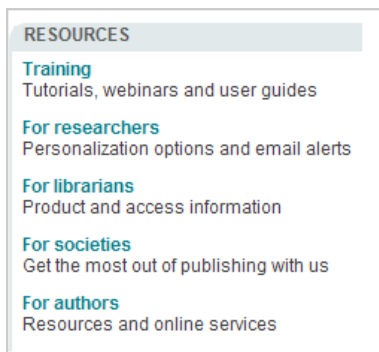 RESOURCES
Training
Tutorials, webinars and user guides
For researchers
Personalization options and email alerts
For librarians
Product and access information
For societies
Get the most out of publishing with us
For authors
Resources and online services